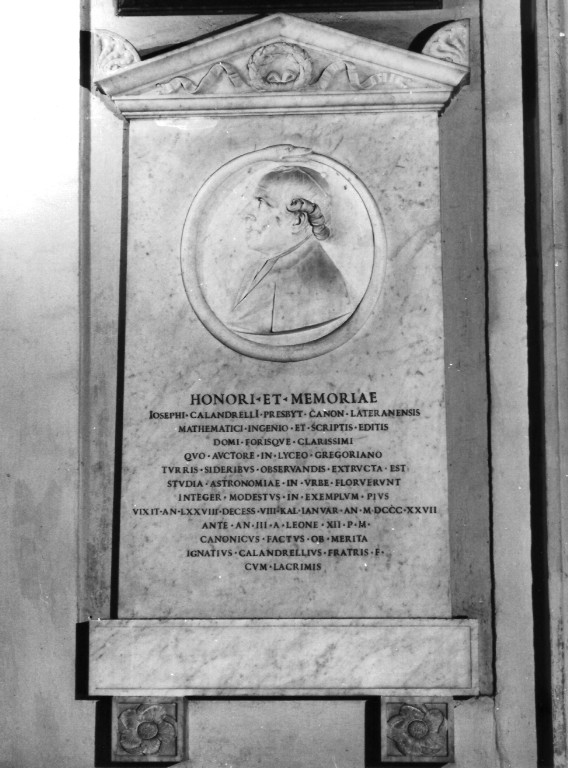 HONORI·ET·MEMORIAE
IOSEPHI·CALANDRELLI·PRESBYT·CANON·LATERANENSIS
MATHEMATICI·INGENIO·ET·SCRIPTIS·EDITIS
DOMI·FORISQVE·CLARISSIMI
QVO·AVCTORE·IN·LYCEO·GREGORIANO
TVRRIS·SIDERIBVS·OBSERVANDIS·EXTRVCTA·EST
STVDIA·ASTRONOMIAE·IN·VRBE·FLORVERVNT
INTEGER·MODESTVS·IN·EXEMPLVM·PIVS
VIXIT·AN·LXXVIII·DECESS·VIII·KAL·IANVAR·AN·M·DCCC·XXVII
ANTE·AN·III·A·LEONE·XII·P·M·
CANONICVS·FACTVS·OB·MERITA
IGNATIVS·CALANDRELLIVS·FRATRIS·F·
CVM·LACRIMIS